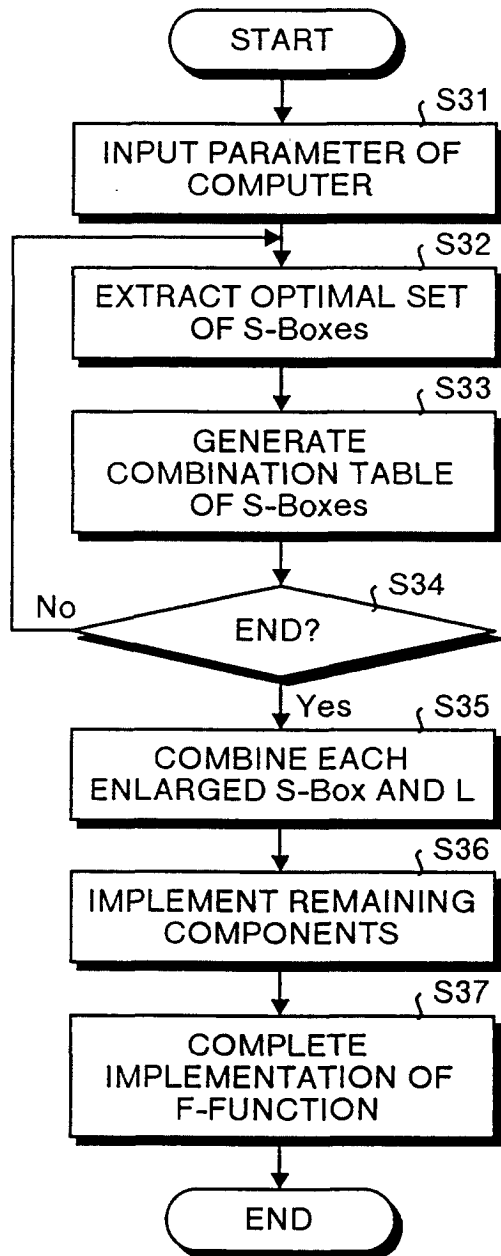 START
S31
INPUT PARAMETER OF
COMPUTER
S32
EXTRACT OPTIMAL SET
OF S-Boxes
S33
GENERATE
COMBINATION TABLE
OF S-Boxes
S34
END?
No
Yes
S35
COMBINE EACH
ENLARGED S-Box AND L
S36
IMPLEMENT REMAINING
COMPONENTS
S37
COMPLETE
IMPLEMENTATION OF
F-FUNCTION
END